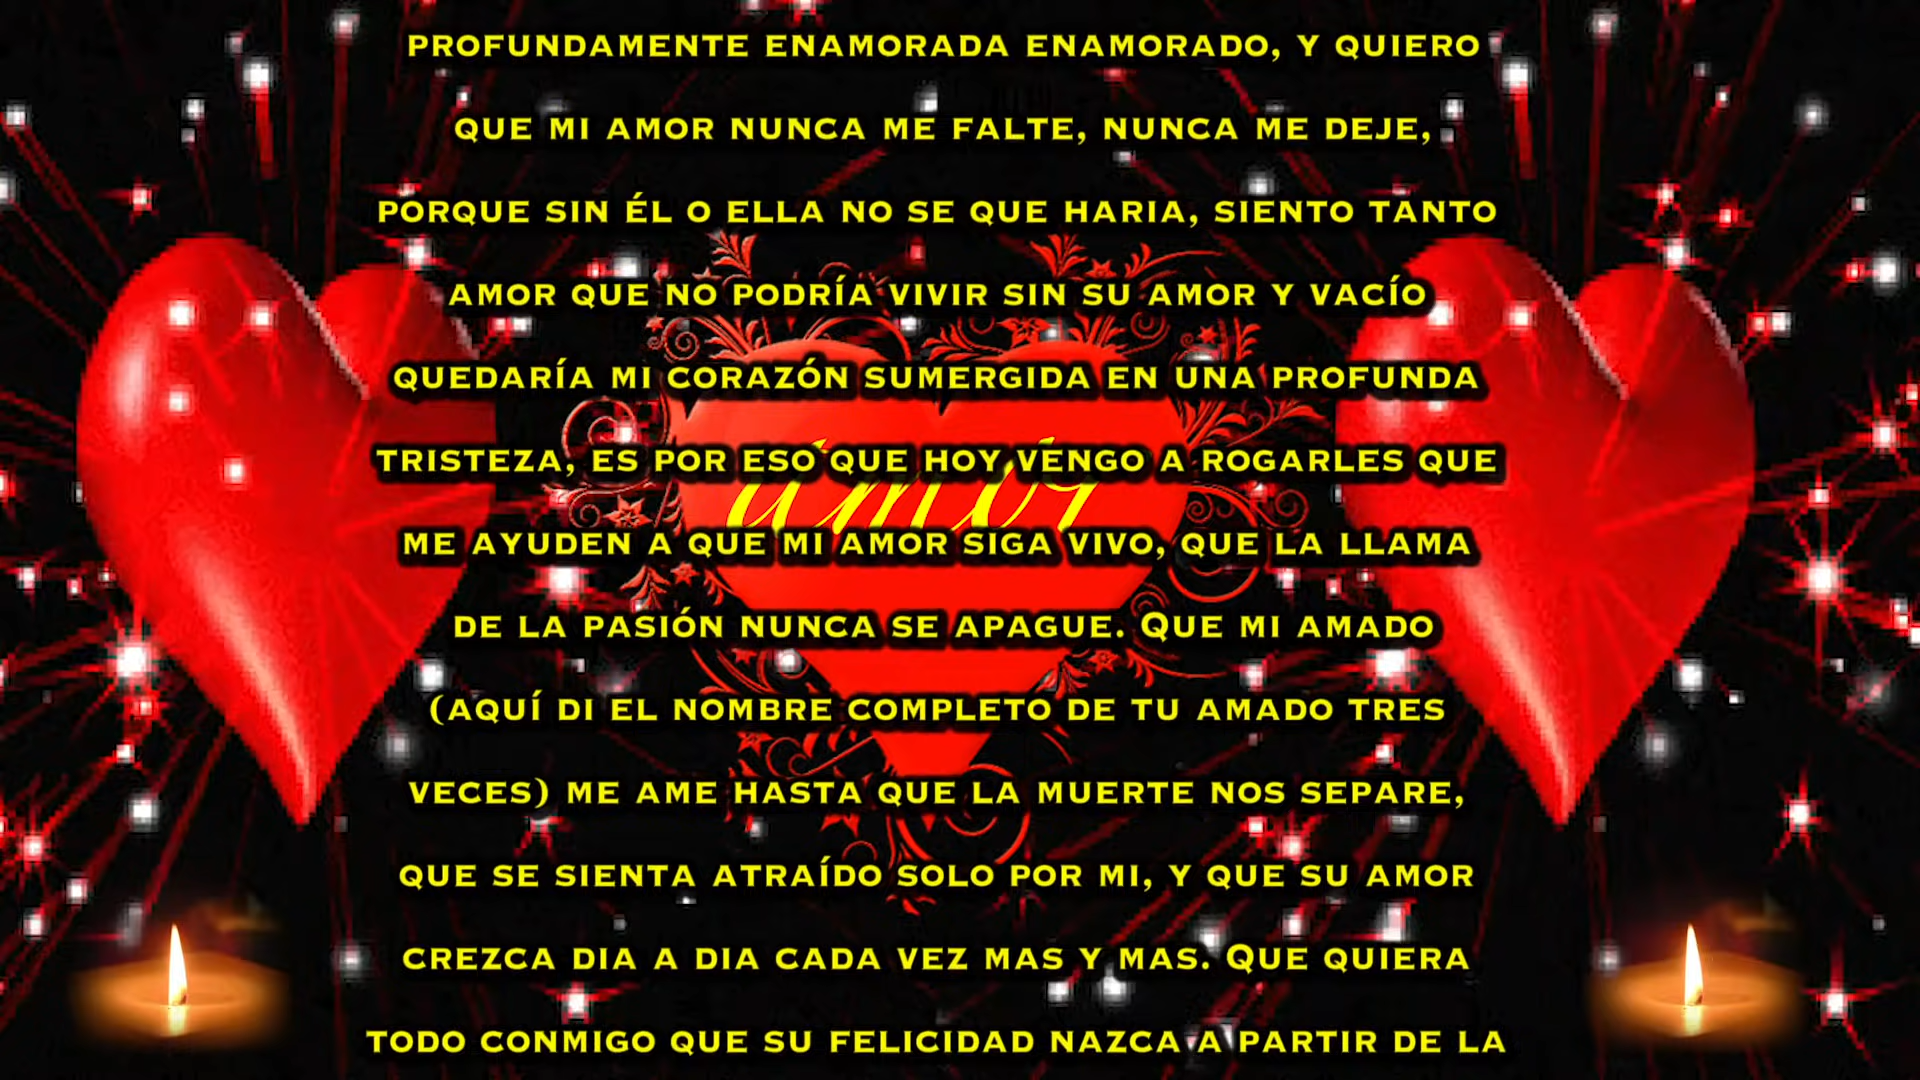 PROFUNDAMENTE ENAMORADA ENAMORADO, Y QUIERO
QUE MI AMOR NUNCA ME FALTE, NUNCA ME DEJE,
PORQUE SIN ÉL O ELLA NO SE QUE HARIA, SIENTO TANTO
AMOR QUE NO PODRÍA VIVIR SIN SU AMOR Y VACÍO
QUEDARÍA MI CORAZÓN SUMERGIDA EN UNA PROFUNDA
TRISTEZA, ES POR ESO QUE HOY VENGO A ROGARLES QUE
amor
ME AYUDEN A QUE MI AMOR SIGA VIVO, QUE LA LLAMA
DE LA PASIÓN NUNCA SE APAGUE. QUE MI AMADO
(AQUÍ DI EL NOMBRE COMPLETO DE TU AMADO TRES
VECES) ME AME HASTA QUE LA MUERTE NOS SEPARE,
QUE SE SIENTA ATRAÍDO SOLO POR MI, Y QUE SU AMOR
CREZCA DIA A DIA CADA VEZ MAS Y MAS. QUE QUIERA
TODO CONMIGO QUE SU FELICIDAD NAZCA A PARTIR DE LA